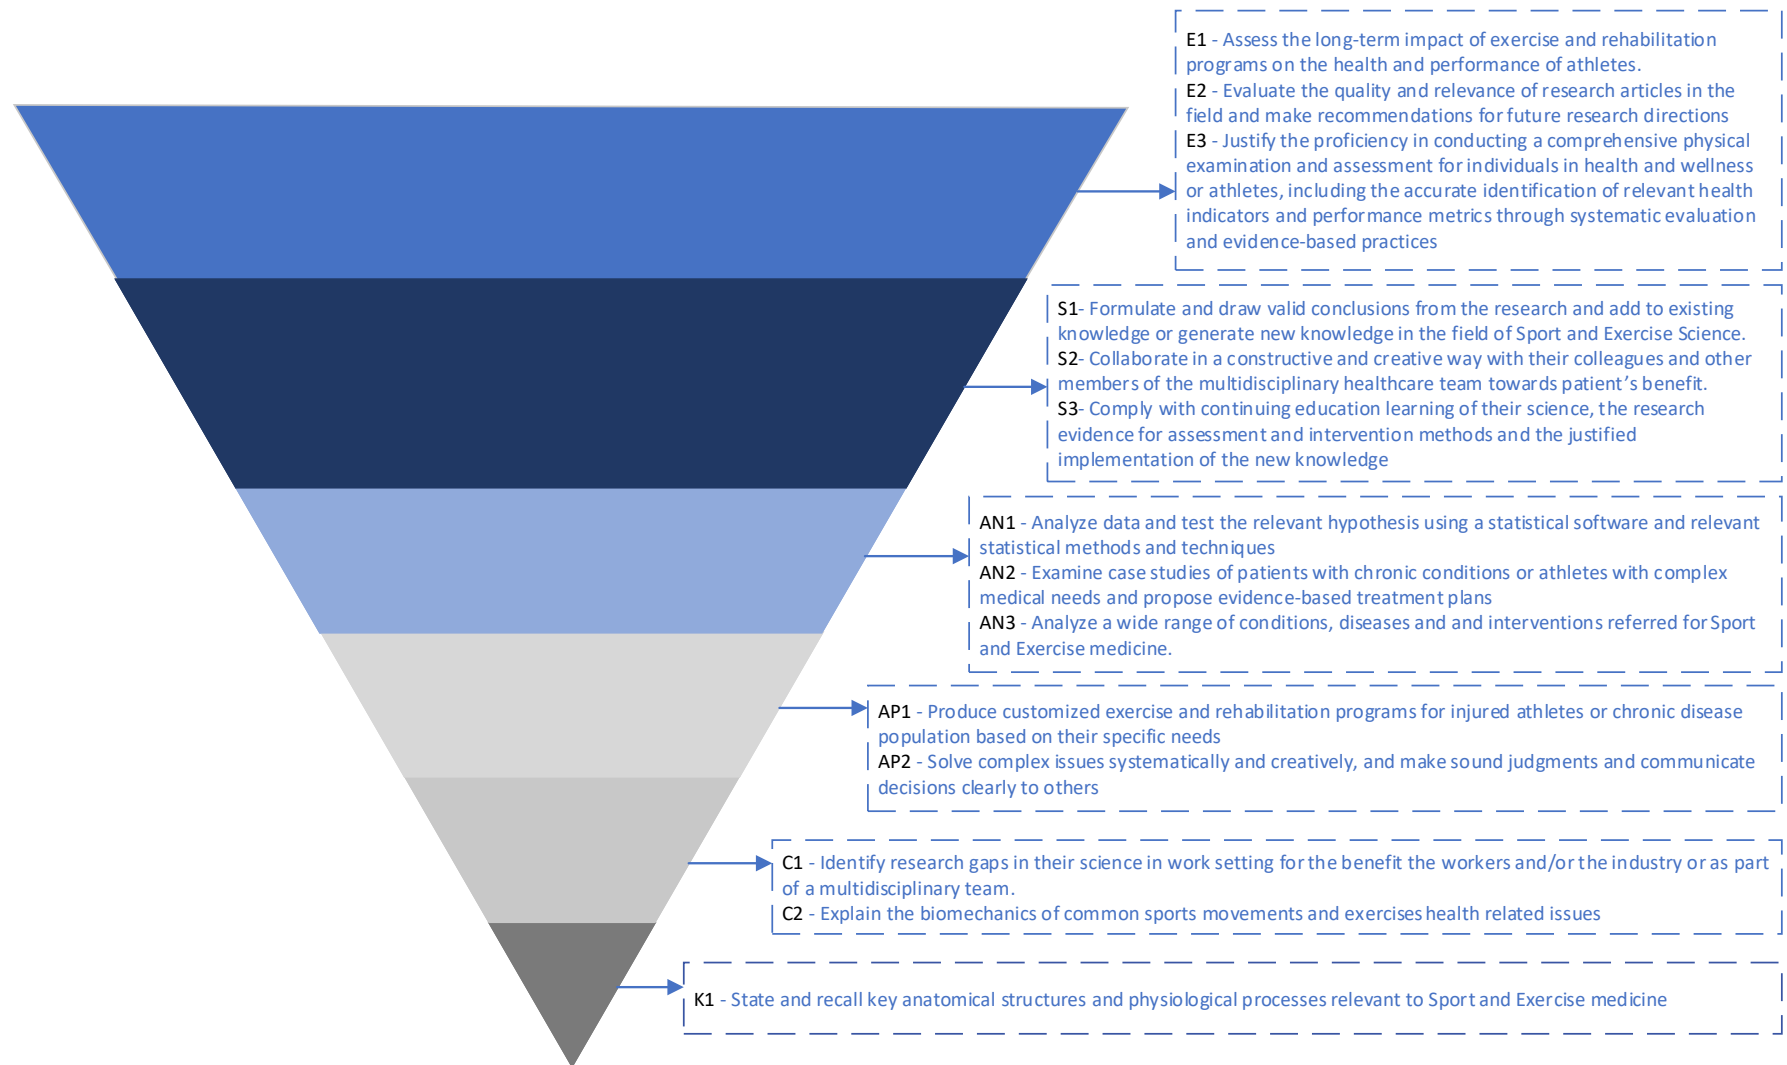 E1 - Assess the long-term impact of exercise and rehabilitation
programs on the health and performance of athletes.
E2 - Evaluate the quality and relevance of research articles in the
field and make recommendations for future research directions
E3 - Justify the proficiency in conducting a comprehensive physical
examination and assessment for individuals in health and wellness
or athletes, including the accurate identification of relevant health
indicators and performance metrics through systematic evaluation
and evidence-based practices
S1- Formulate and draw valid conclusions from the research and add to existing
knowledge or generate new knowledge in the field of Sport and Exercise Science.
S2- Collaborate in a constructive and creative way with their colleagues and other
members of the multidisciplinary healthcare team towards patient's benefit.
S3- Comply with continuing education learning of their science, the research
evidence for assessment and intervention methods and the justified
implementation of the new knowledge
AN1 - Analyze data and test the relevant hypothesis using a statistical software and relevant
statistical methods and techniques
AN2 - Examine case studies of patients with chronic conditions or athletes with complex
medical needs and propose evidence-based treatment plans
AN3 - Analyze a wide range of conditions, diseases and and interventions referred for Sport
and Exercise medicine.
AP1 - Produce customized exercise and rehabilitation programs for injured athletes or chronic disease
population based on their specific needs
AP2 - Solve complex issues systematically and creatively, and make sound judgments and communicate
decisions clearly to others
C1 - Identify research gaps in their science in work setting for the benefit the workers and/or the industry or as part
of a multidisciplinary team.
C2 - Explain the biomechanics of common sports movements and exercises health related issues
K1 - State and recall key anatomical structures and physiological processes relevant to Sport and Exercise medicine